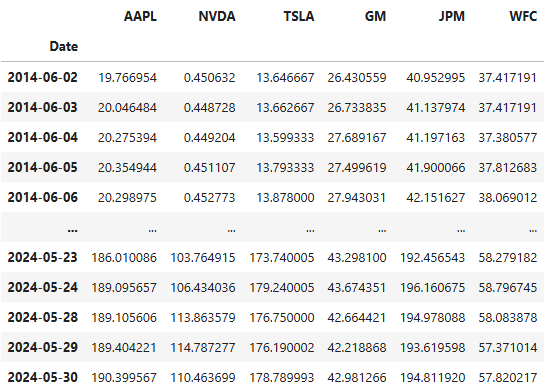 AAPL NVDA TSLA GM JPM WFC
Date
2014-06-02 19.766954 0.450632 13.646667 26.430559 40.952995 37.417191
2014-06-03 20.046484 0.448728 13.662667 26.733835 41.137974 37.417191
2014-06-04 20.275394 0.449204 13.599333 27.689167 41.197163 37.380577
2014-06-05 20.354944 0.451107 13.793333 27.499619 41.900066 37.812683
2014-06-06 20.298975 0.452773 13.878000 27.943031 42.151627 38.069012
... ... ... ... ... ... ...
2024-05-23 186.010086 103.764915 173.740005 43.298100 192.456543 58.279182
2024-05-24 189.095657 106.434036 179.240005 43.674351 196.160675 58.796745
2024-05-28 189.105606 113.863579 176.750000 42.664421 194.978088 58.083878
2024-05-29 189.404221 114.787277 176.190002 42.218868 193.619598 57.371014
2024-05-30 190.399567 110.463699 178.789993 42.981266 194.811920 57.820217